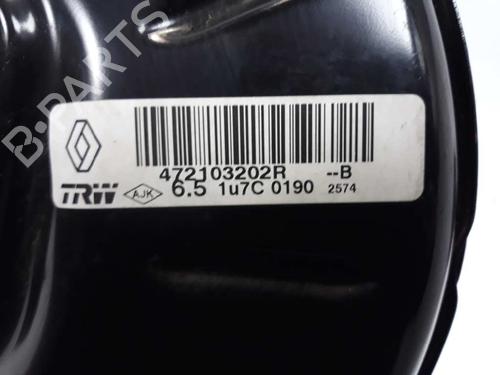 B-PARTS
472103202R --B
TRW AJK 6.5 1u7C 0190 2574